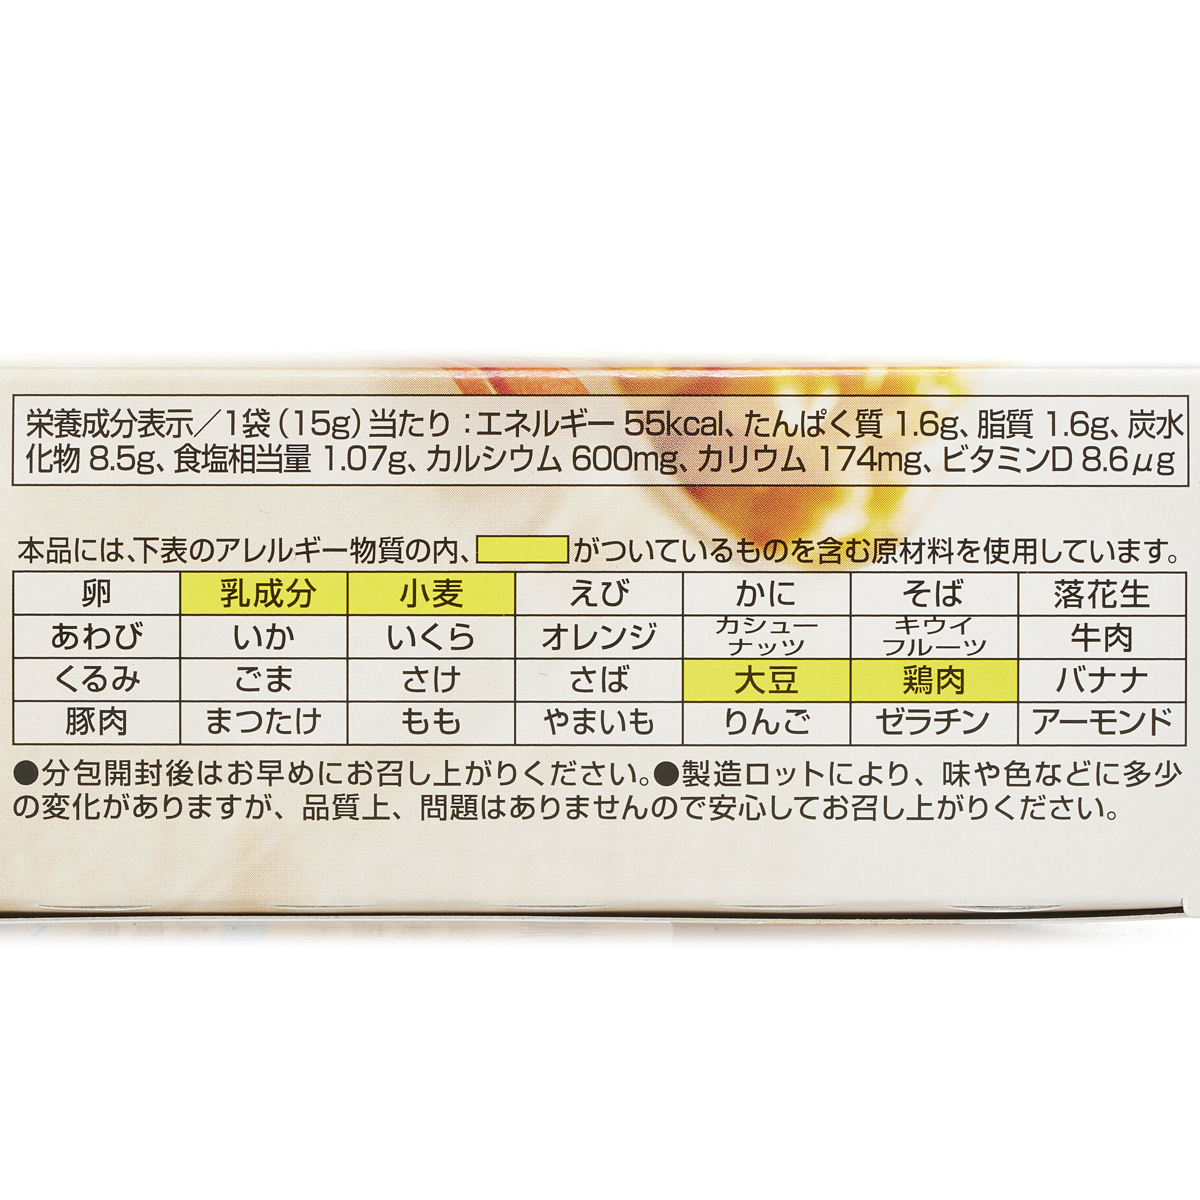 栄養成分表示／1袋（15g）当たり：エネルギー 55kcal、たんぱく質 1.6g、脂質 1.6g、炭水
化物 8.5g、食塩相当量 1.07g、カルシウム 600mg、カリウム 174mg、ビタミンD 8.6μg
本品には、下表のアレルギー物質の内、がついているものを含む原材料を使用しています。
卵 乳成分 小麦 えび かに そば 落花生
あわび いか いくら オレンジ カシューナッツ キウイフルーツ 牛肉
くるみ ごま さけ さば 大豆 鶏肉 バナナ
豚肉 まつたけ もも やまいも りんご ゼラチン アーモンド
●分包開封後はお早めにお召し上がりください。●製造ロットにより、味や色などに多少
の変化がありますが、品質上、問題はありませんので安心してお召し上がりください。